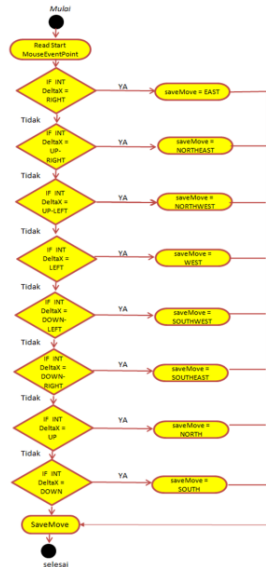 Mulai
Read Start
MouseEventPoint
IF INT
DeltaX =
RIGHT
YA
saveMove = EAST
Tidak
IF INT
DeltaX =
UP-
RIGHT
YA
saveMove =
NORTHEAST
Tidak
IF INT
DeltaX =
UP-LEFT
YA
saveMove =
NORTHWEST
Tidak
IF INT
DeltaX =
LEFT
YA
saveMove =
WEST
Tidak
IF INT
DeltaX =
DOWN-
LEFT
YA
saveMove =
SOUTHWEST
Tidak
IF INT
DeltaX =
DOWN-
RIGHT
YA
saveMove =
SOUTHEAST
Tidak
IF INT
DeltaX =
UP
YA
saveMove =
NORTH
Tidak
IF INT
DeltaX =
DOWN
YA
saveMove =
SOUTH
SaveMove
selesai